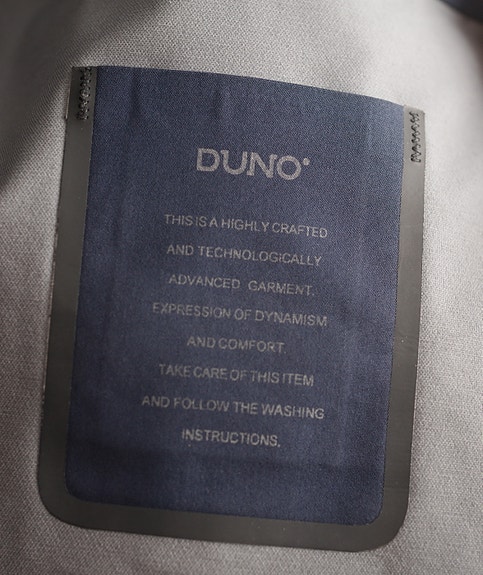 DUNO°
THIS IS A HIGHLY CRAFTED
AND TECHNOLOGICALLY
ADVANCED GARMENT.
EXPRESSION OF DYNAMISM
AND COMFORT.
TAKE CARE OF THIS ITEM
AND FOLLOW THE WASHING
INSTRUCTIONS.